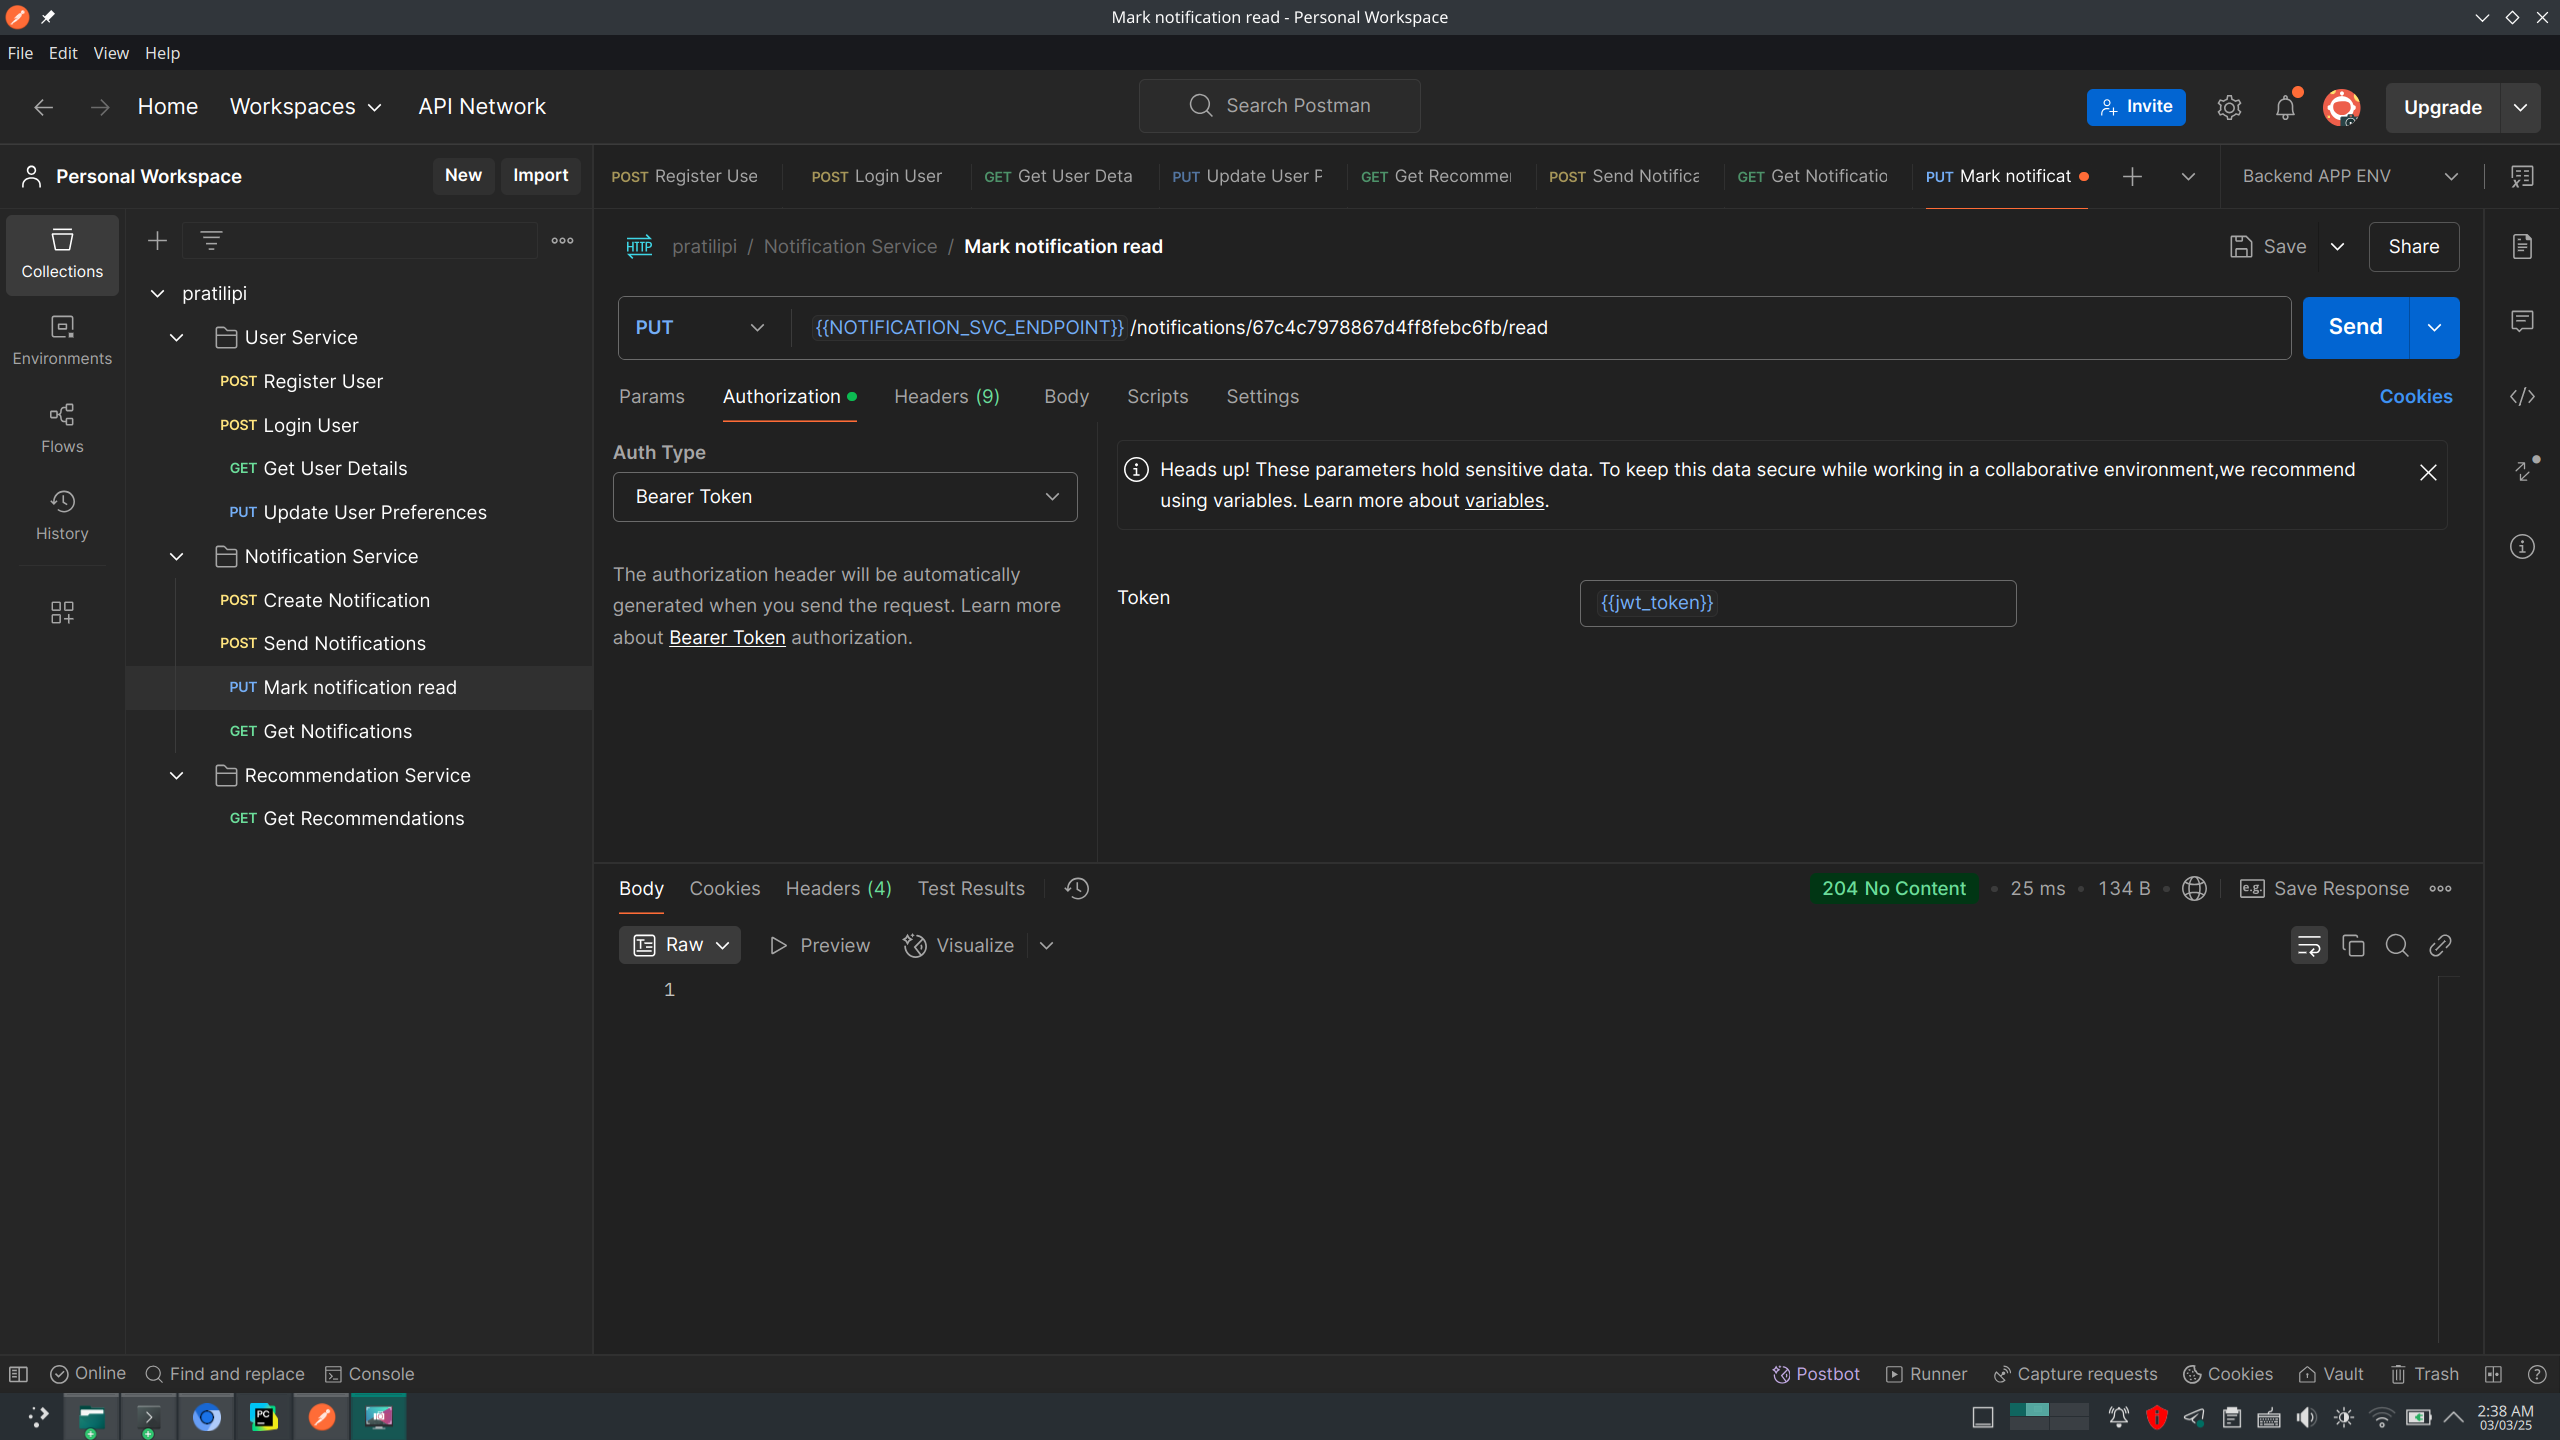 Mark notification read - Personal Workspace
File Edit View Help
Home Workspaces API Network
Search Postman
Invite
Upgrade
Personal Workspace
New Import
POST Register Use
POST Login User
GET Get User Deta
PUT Update User P
GET Get Recomme
POST Send Notifica
GET Get Notificatio
PUT Mark notificat
Backend APP ENV
Collections
Environments
Flows
History
pratilipi
User Service
POST Register User
POST Login User
GET Get User Details
PUT Update User Preferences
Notification Service
POST Create Notification
POST Send Notifications
PUT Mark notification read
GET Get Notifications
Recommendation Service
GET Get Recommendations
HTTP pratilipi / Notification Service / Mark notification read
Save
Share
PUT {{NOTIFICATION_SVC_ENDPOINT}}/notifications/67c4c7978867d4ff8febc6fb/read
Send
Params Authorization Headers (9) Body Scripts Settings
Cookies
Auth Type
Bearer Token
The authorization header will be automatically
generated when you send the request. Learn more
about Bearer Token authorization.
Heads up! These parameters hold sensitive data. To keep this data secure while working in a collaborative environment,we recommend
using variables. Learn more about variables.
Token
{{jwt_token}}
Body Cookies Headers (4) Test Results
204 No Content 25 ms 134 B
e.g. Save Response
Raw Preview Visualize
1
Online Find and replace Console
Postbot Runner Capture requests Cookies Vault Trash
PC
2:38 AM
03/03/25